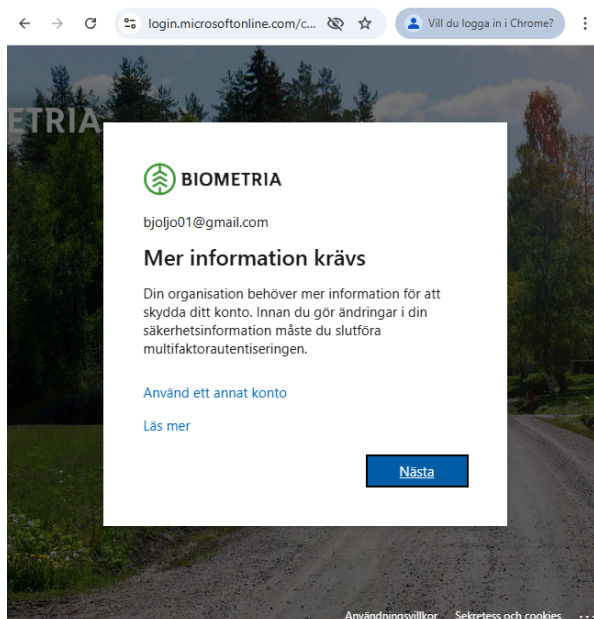 login.microsoftonline.com/c...
Vill du logga in i Chrome?
ETRIA
BIOMETRIA
bjoljo01@gmail.com
Mer information krävs
Din organisation behöver mer information för att
skydda ditt konto. Innan du gör ändringar i din
säkerhetsinformation måste du slutföra
multifaktorautentiseringen.
Använd ett annat konto
Läs mer
Nästa
Användningsvillkor Sekretess och cookies ...